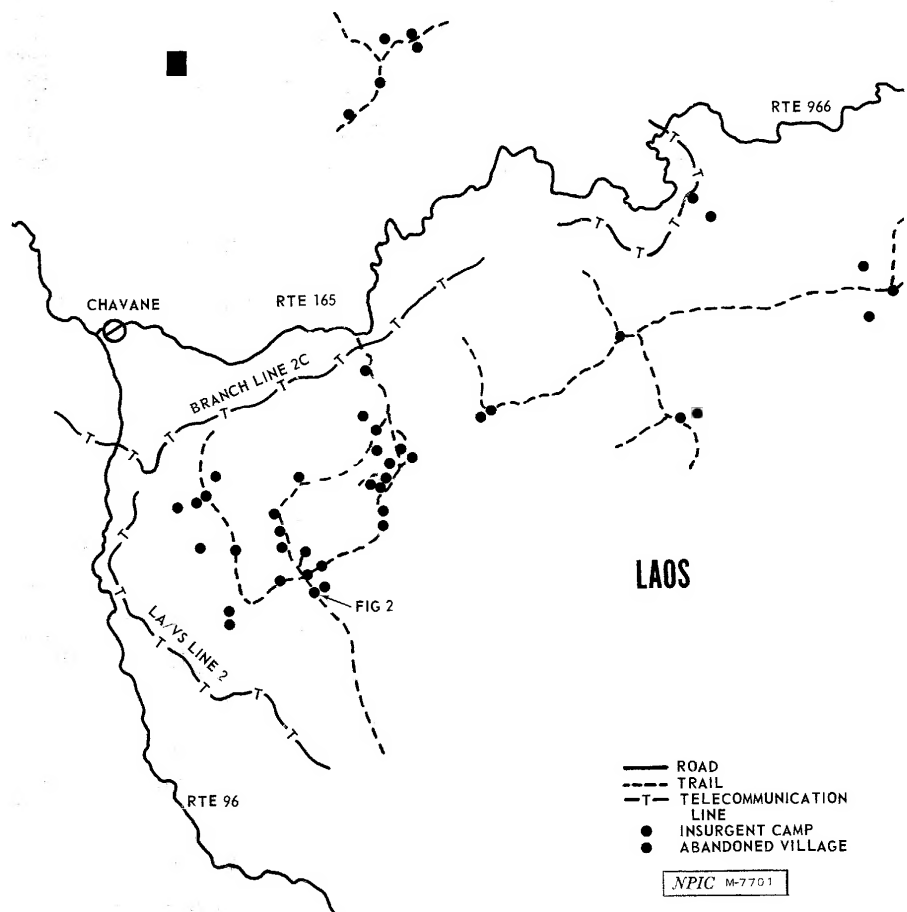 RTE 966
CHAVANE
RTE 165
BRANCH LINE 2C
LAOS
FIG 2
LA/VS LINE 2
RTE 96
ROAD
TRAIL
T TELECOMMUNICATION
LINE
INSURGENT CAMP
ABANDONED VILLAGE
NPIC M-7701